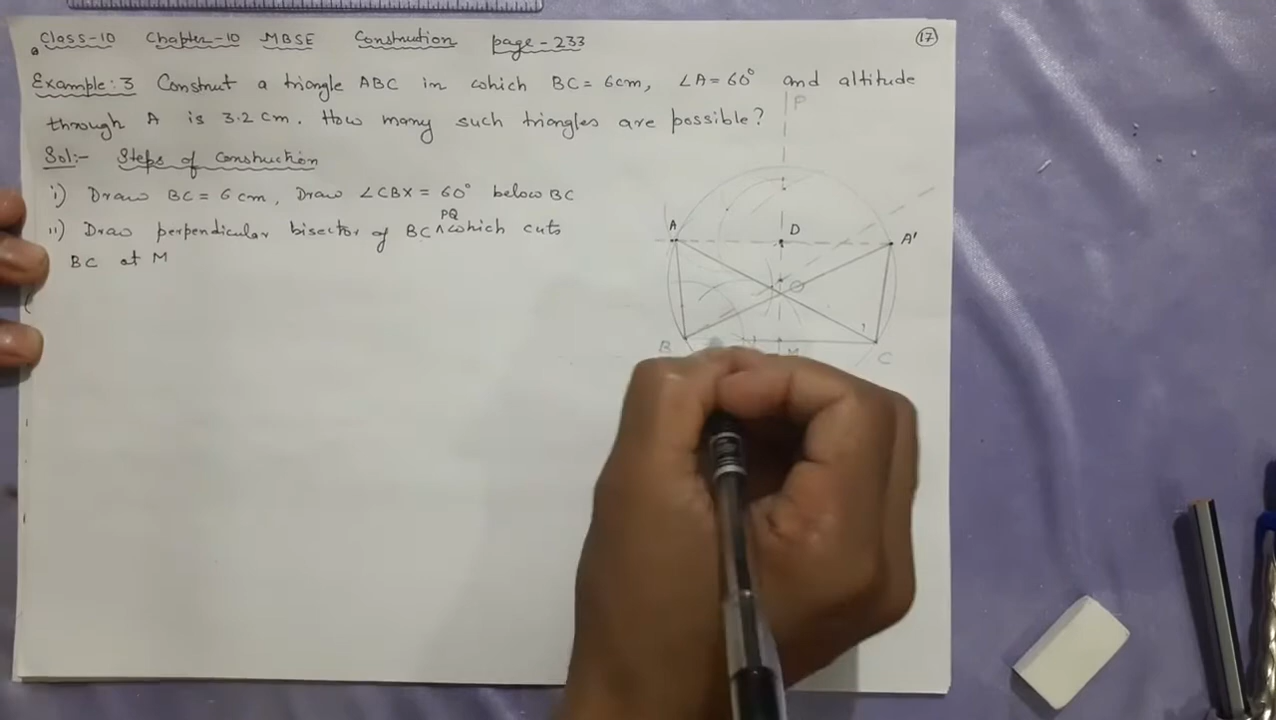 Class-10 Chapter-10 MBSE Construction page-233
17
Example: 3 Construct a triangle ABC in which BC = 6cm, ∠A = 60° and altitude
through A is 3.2 cm. How many such triangles are possible?
Sol:- Steps of construction
i) Draw BC = 6 cm, Draw ∠CBX = 60° below BC
ii) Draw perpendicular bisector of BC ^PQ which cuts
BC at M
P
A
D
A'
O
B
M
C